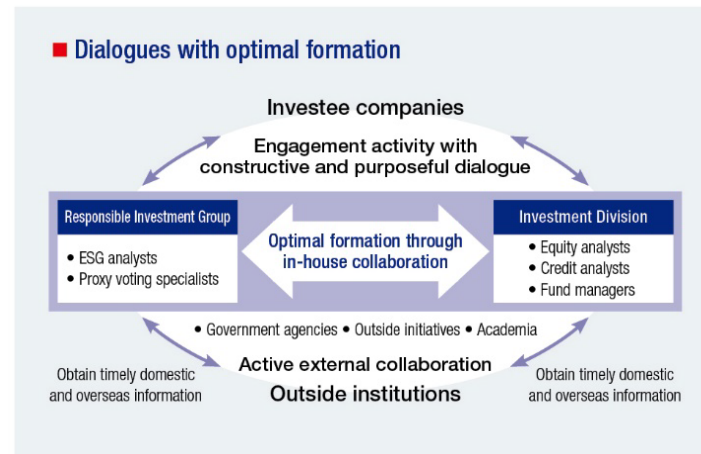 ■ Dialogues with optimal formation
Investee companies
Engagement activity with
constructive and purposeful dialogue
Responsible Investment Group
• ESG analysts
• Proxy voting specialists
Optimal formation through
in-house collaboration
Investment Division
• Equity analysts
• Credit analysts
• Fund managers
• Government agencies • Outside initiatives • Academia
Active external collaboration
Outside institutions
Obtain timely domestic
and overseas information
Obtain timely domestic
and overseas information